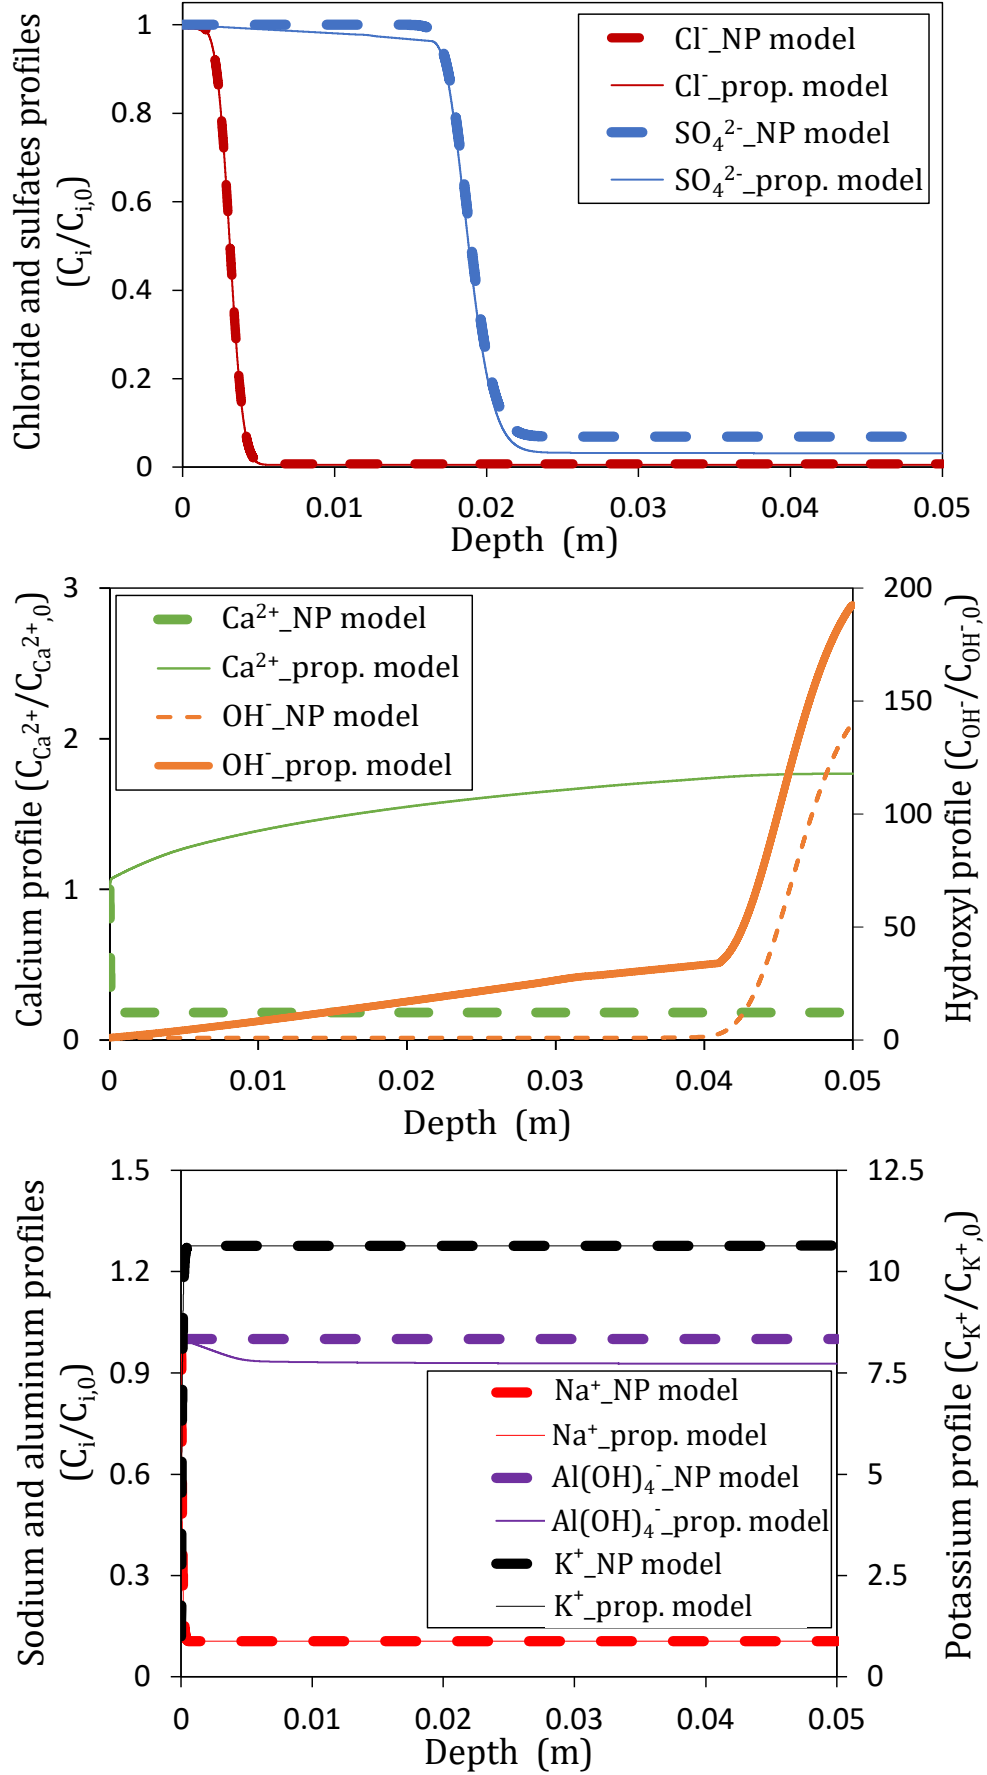 Chloride and sulfates profiles
(Cᵢ/Cᵢ,₀)
1
0.8
0.6
0.4
0.2
0
Cl⁻_NP model
Cl⁻_prop. model
SO₄²⁻_NP model
SO₄²⁻_prop. model
0 0.01 0.02 0.03 0.04 0.05
Depth (m)
Calcium profile (C_Ca²⁺/C_Ca²⁺,₀)
3
2
1
0
Ca²⁺_NP model
Ca²⁺_prop. model
OH⁻_NP model
OH⁻_prop. model
200
150
100
50
0
Hydroxyl profile (C_OH⁻/C_OH⁻,₀)
0 0.01 0.02 0.03 0.04 0.05
Depth (m)
Sodium and aluminum profiles
(Cᵢ/Cᵢ,₀)
1.5
1.2
0.9
0.6
0.3
0
Na⁺_NP model
Na⁺_prop. model
Al(OH)₄⁻_NP model
Al(OH)₄⁻_prop. model
K⁺_NP model
K⁺_prop. model
12.5
10
7.5
5
2.5
0
Potassium profile (C_K⁺/C_K⁺,₀)
0 0.01 0.02 0.03 0.04 0.05
Depth (m)